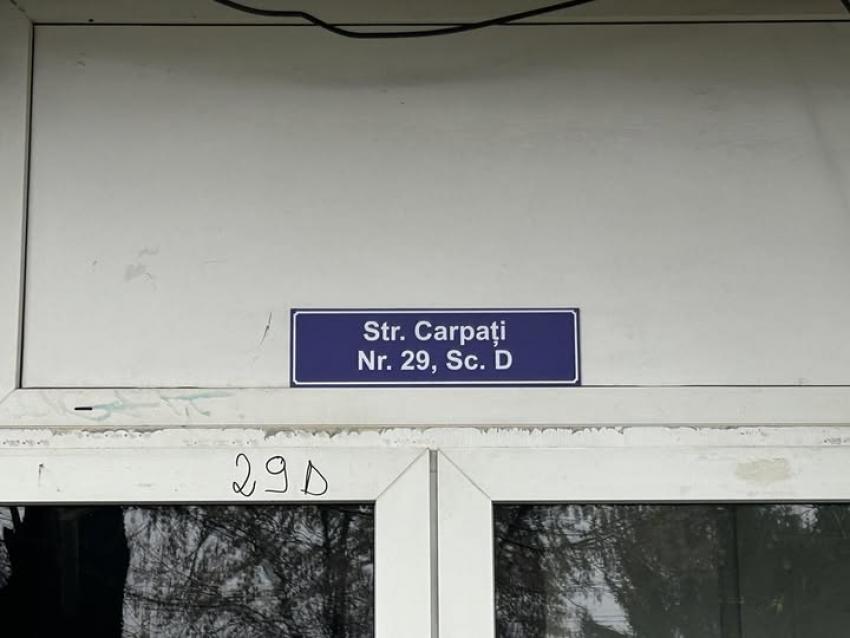 Str. Carpați
Nr. 29, Sc. D
29D